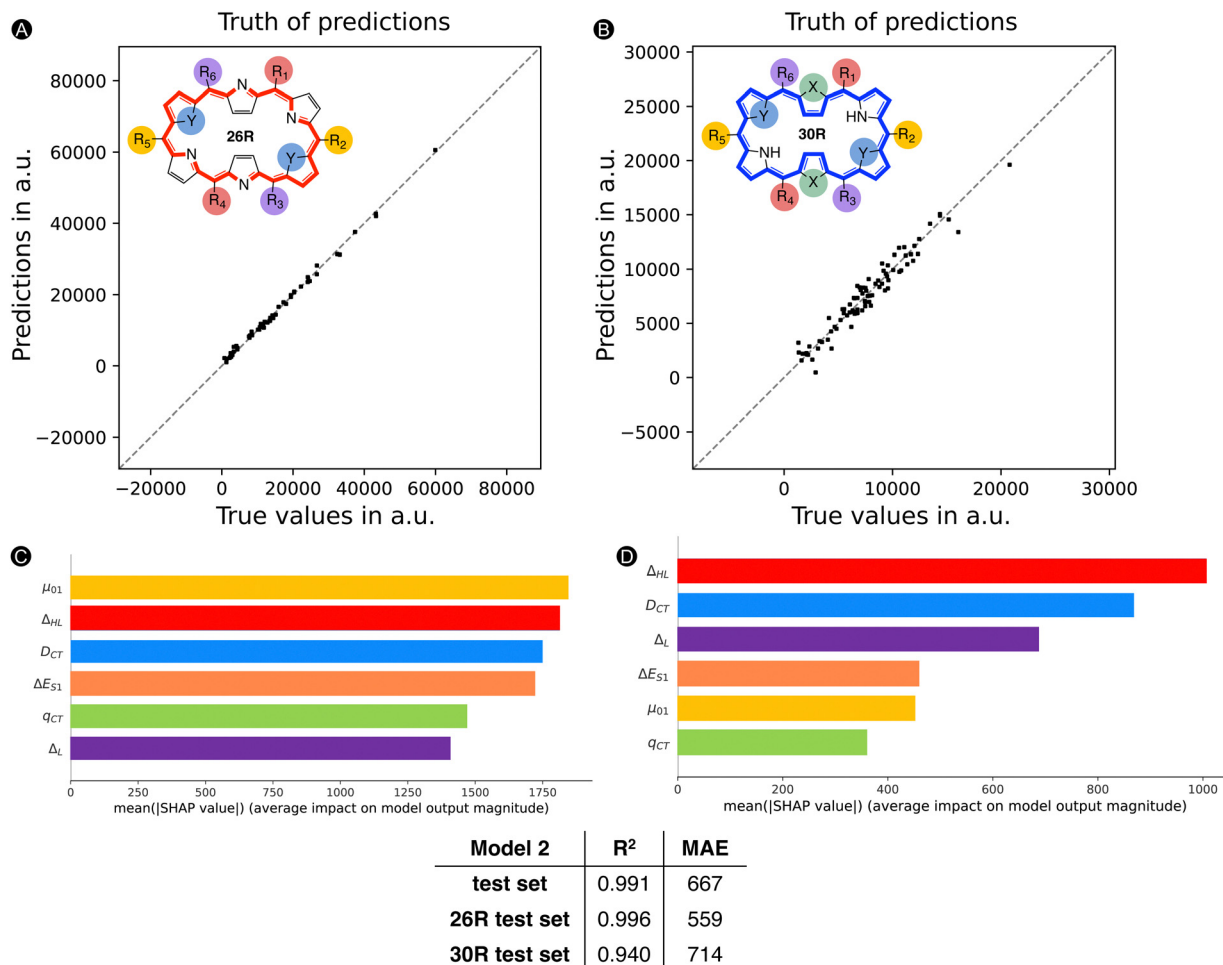 A
Truth of predictions
80000
60000
40000
20000
0
−20000
−20000 0 20000 40000 60000 80000
Predictions in a.u.
True values in a.u.
R6 R1
N
N
Y
R5 26R R2
N Y
N
R4 R3
B
Truth of predictions
30000
25000
20000
15000
10000
5000
0
−5000
0 10000 20000 30000
Predictions in a.u.
True values in a.u.
R6 X R1
Y HN
R5 30R R2
NH Y
R4 X R3
C
μ01
ΔHL
DCT
ΔES1
qCT
ΔL
0 250 500 750 1000 1250 1500 1750
mean(|SHAP value|) (average impact on model output magnitude)
D
ΔHL
DCT
ΔL
ΔES1
μ01
qCT
0 200 400 600 800 1000
mean(|SHAP value|) (average impact on model output magnitude)
Model 2 R² MAE
test set 0.991 667
26R test set 0.996 559
30R test set 0.940 714